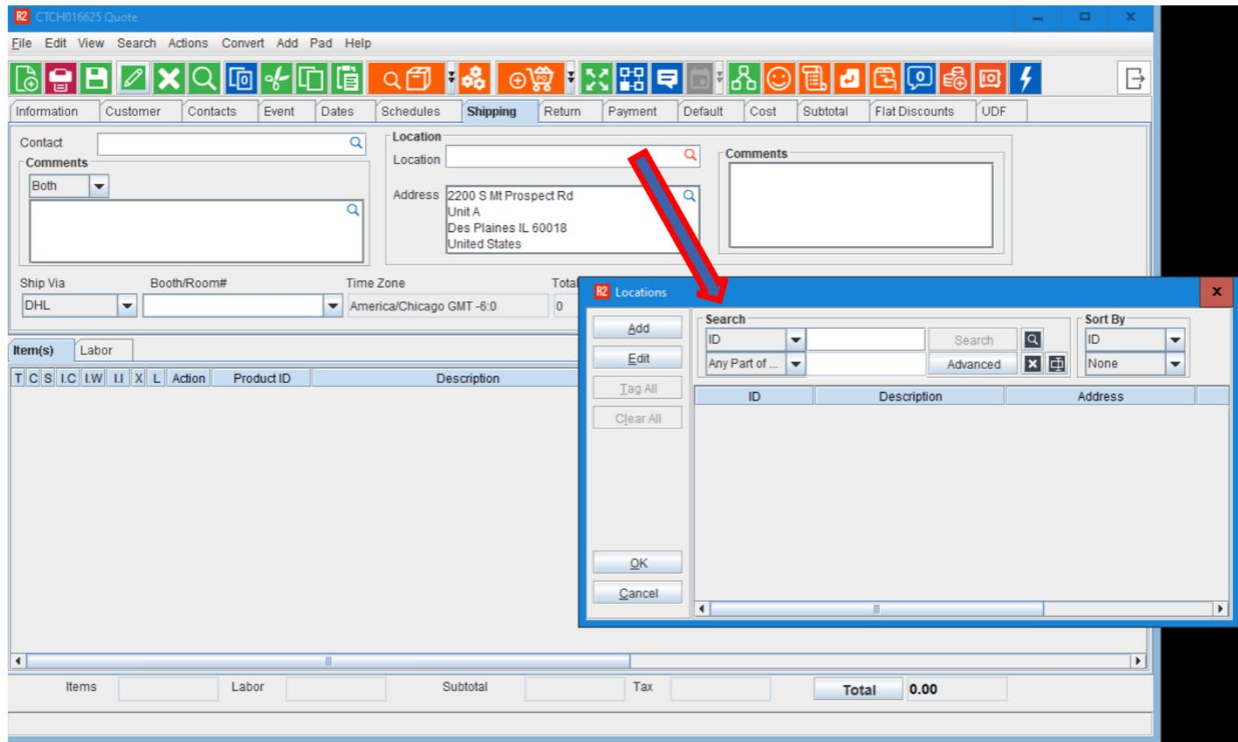 R2 CTCH016625 Quote
File Edit View Search Actions Convert Add Pad Help
Information Customer Contacts Event Dates Schedules Shipping Return Payment Default Cost Subtotal Flat Discounts UDF
Contact
Comments
Both
Location
Location
Address 2200 S Mt Prospect Rd
Unit A
Des Plaines IL 60018
United States
Comments
Ship Via Booth/Room# Time Zone Total
DHL America/Chicago GMT -6:0 0
Item(s) Labor
T C S I.C I.W I.I X L Action Product ID Description
R2 Locations x
Add
Edit
Tag All
Clear All
OK
Cancel
Search
ID Search
Any Part of ... Advanced
Sort By
ID
None
ID Description Address
Items Labor Subtotal Tax Total 0.00